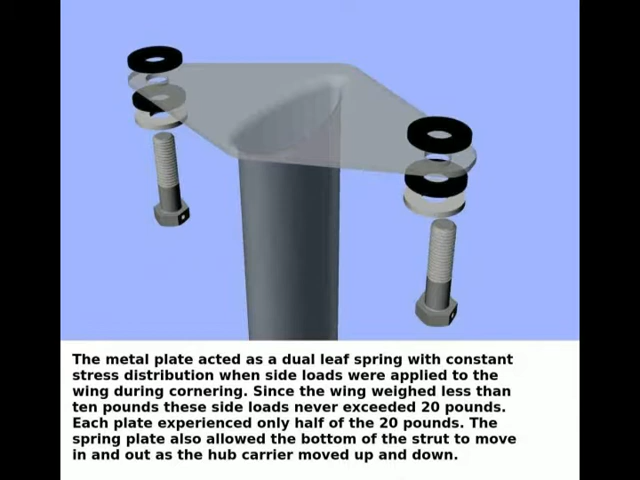 The metal plate acted as a dual leaf spring with constant
stress distribution when side loads were applied to the
wing during cornering. Since the wing weighed less than
ten pounds these side loads never exceeded 20 pounds.
Each plate experienced only half of the 20 pounds. The
spring plate also allowed the bottom of the strut to move
in and out as the hub carrier moved up and down.